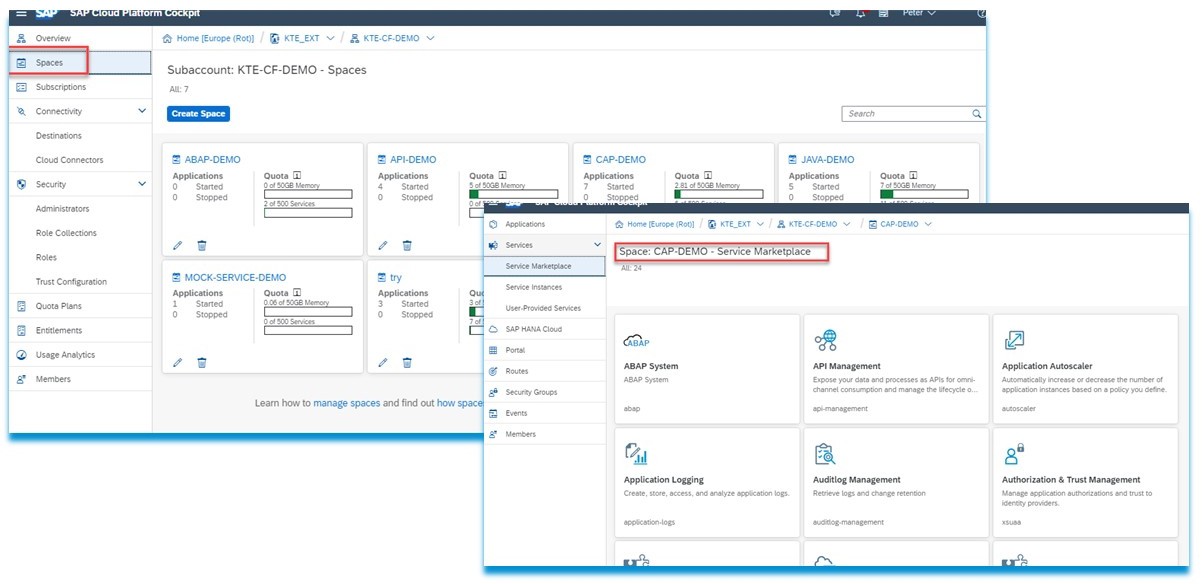 SAP SAP Cloud Platform Cockpit Peter
Overview
Spaces
Subscriptions
Connectivity
Destinations
Cloud Connectors
Security
Administrators
Role Collections
Roles
Trust Configuration
Quota Plans
Entitlements
Usage Analytics
Members
Home [Europe (Rot)] / KTE_EXT / KTE-CF-DEMO
Subaccount: KTE-CF-DEMO - Spaces
All: 7
Create Space
Search
ABAP-DEMO
Applications Quota
0 Started 0 of 50GB Memory
0 Stopped 2 of 500 Services
API-DEMO
Applications Quota
4 Started 5 of 50GB Memory
0 Stopped
CAP-DEMO
Applications Quota
7 Started 2.81 of 50GB Memory
0 Stopped
JAVA-DEMO
Applications Quota
5 Started 7 of 50GB Memory
0 Stopped
MOCK-SERVICE-DEMO
Applications Quota
1 Started 0.06 of 50GB Memory
0 Stopped 0 of 500 Services
try
Applications
3 Started 3 of
0 Stopped 7 of
Learn how to manage spaces and find out how space
SAP Cloud Platform Cockpit
Applications
Services
Service Marketplace
Service Instances
User-Provided Services
SAP HANA Cloud
Portal
Routes
Security Groups
Events
Members
Home [Europe (Rot)] / KTE_EXT / KTE-CF-DEMO / CAP-DEMO
Space: CAP-DEMO - Service Marketplace
All: 24
ABAP
ABAP System
ABAP System
abap
API Management
Expose your data and processes as APIs for omni-
channel consumption and manage the lifecycle o...
api-management
Application Autoscaler
Automatically increase or decrease the number of
application instances based on a policy you define.
autoscaler
Application Logging
Create, store, access, and analyze application logs.
application-logs
Auditlog Management
Retrieve logs and change retention
auditlog-management
Authorization & Trust Management
Manage application authorizations and trust to
identity providers.
xsuaa